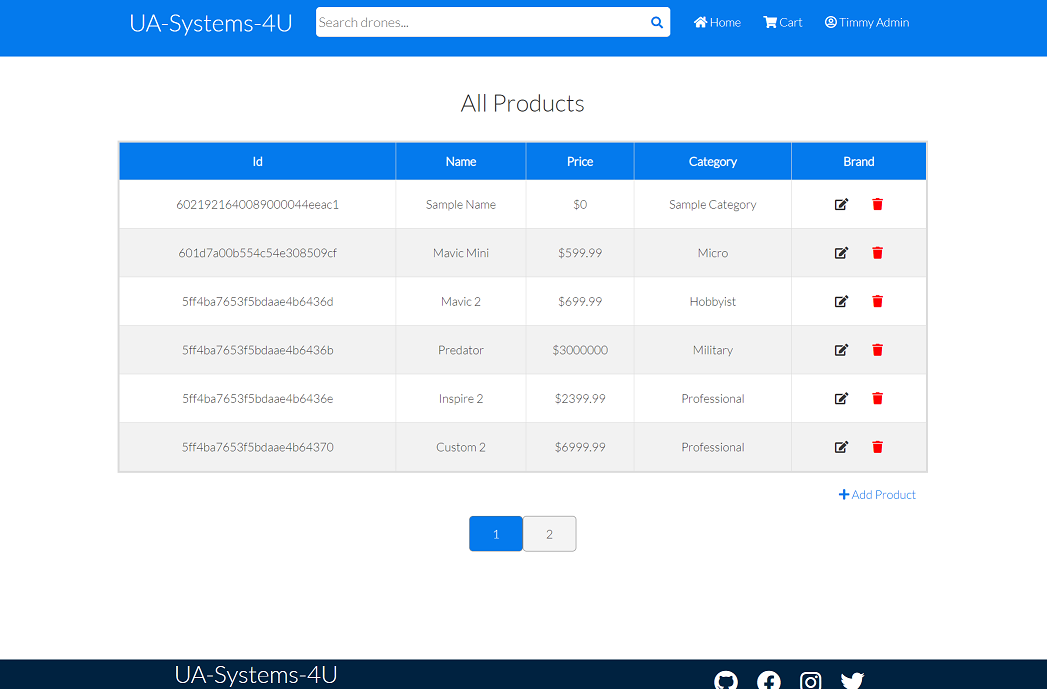 UA-Systems-4U
Search drones...
Home
Cart
Timmy Admin
All Products
Id Name Price Category Brand
6021921640089000044eeac1 Sample Name $0 Sample Category
601d7a00b554c54e308509cf Mavic Mini $599.99 Micro
5ff4ba7653f5bdaae4b6436d Mavic 2 $699.99 Hobbyist
5ff4ba7653f5bdaae4b6436b Predator $3000000 Military
5ff4ba7653f5bdaae4b6436e Inspire 2 $2399.99 Professional
5ff4ba7653f5bdaae4b64370 Custom 2 $6999.99 Professional
Add Product
1 2
UA-Systems-4U